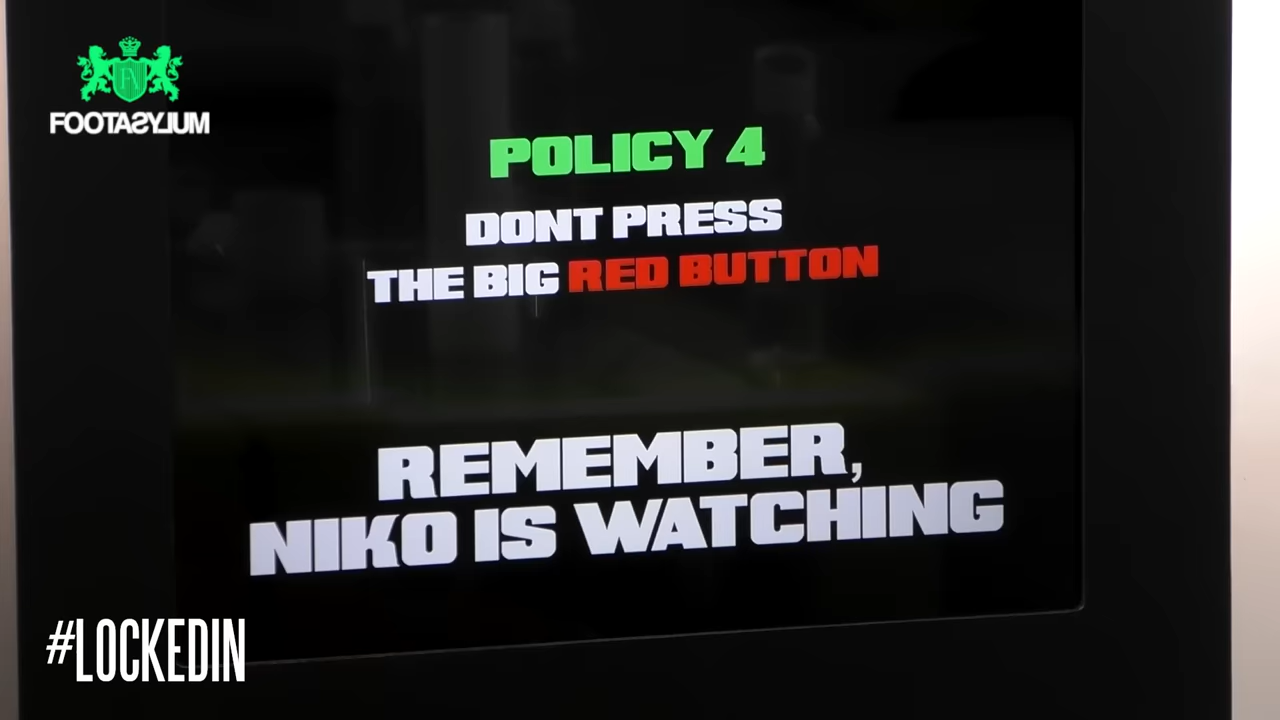 FOOTASYLUM
POLICY 4
DONT PRESS
THE BIG RED BUTTON
REMEMBER,
NIKO IS WATCHING
#LOCKEDIN